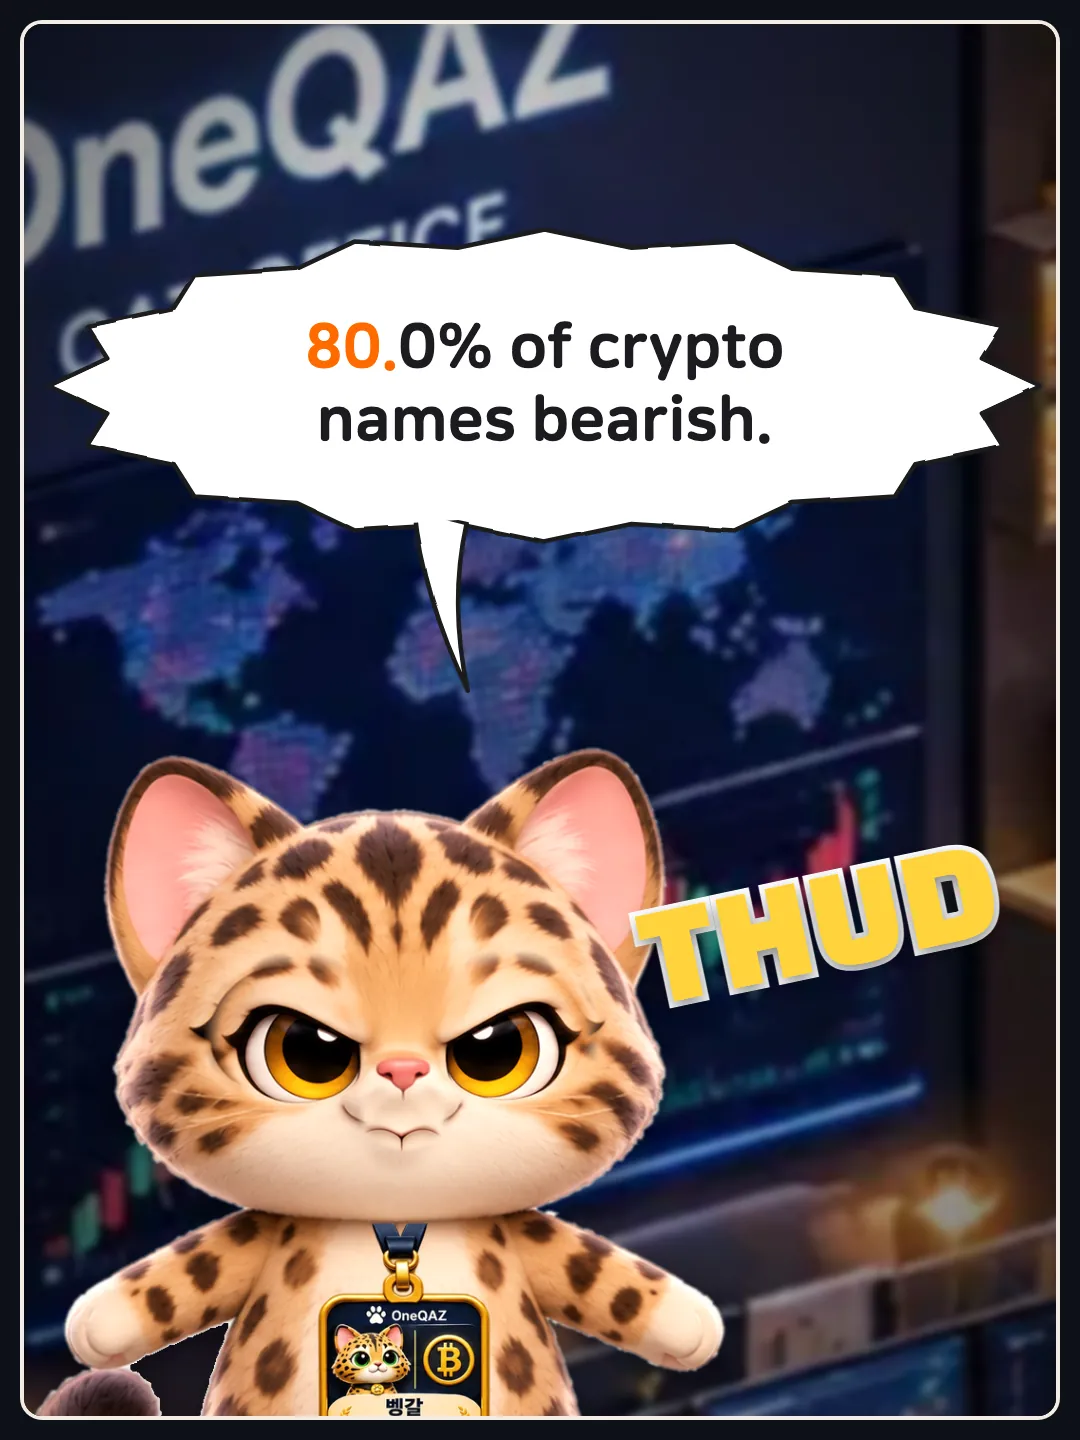 OneQAZ
80.0% of crypto
names bearish.
THUD
OneQAZ
벵갈